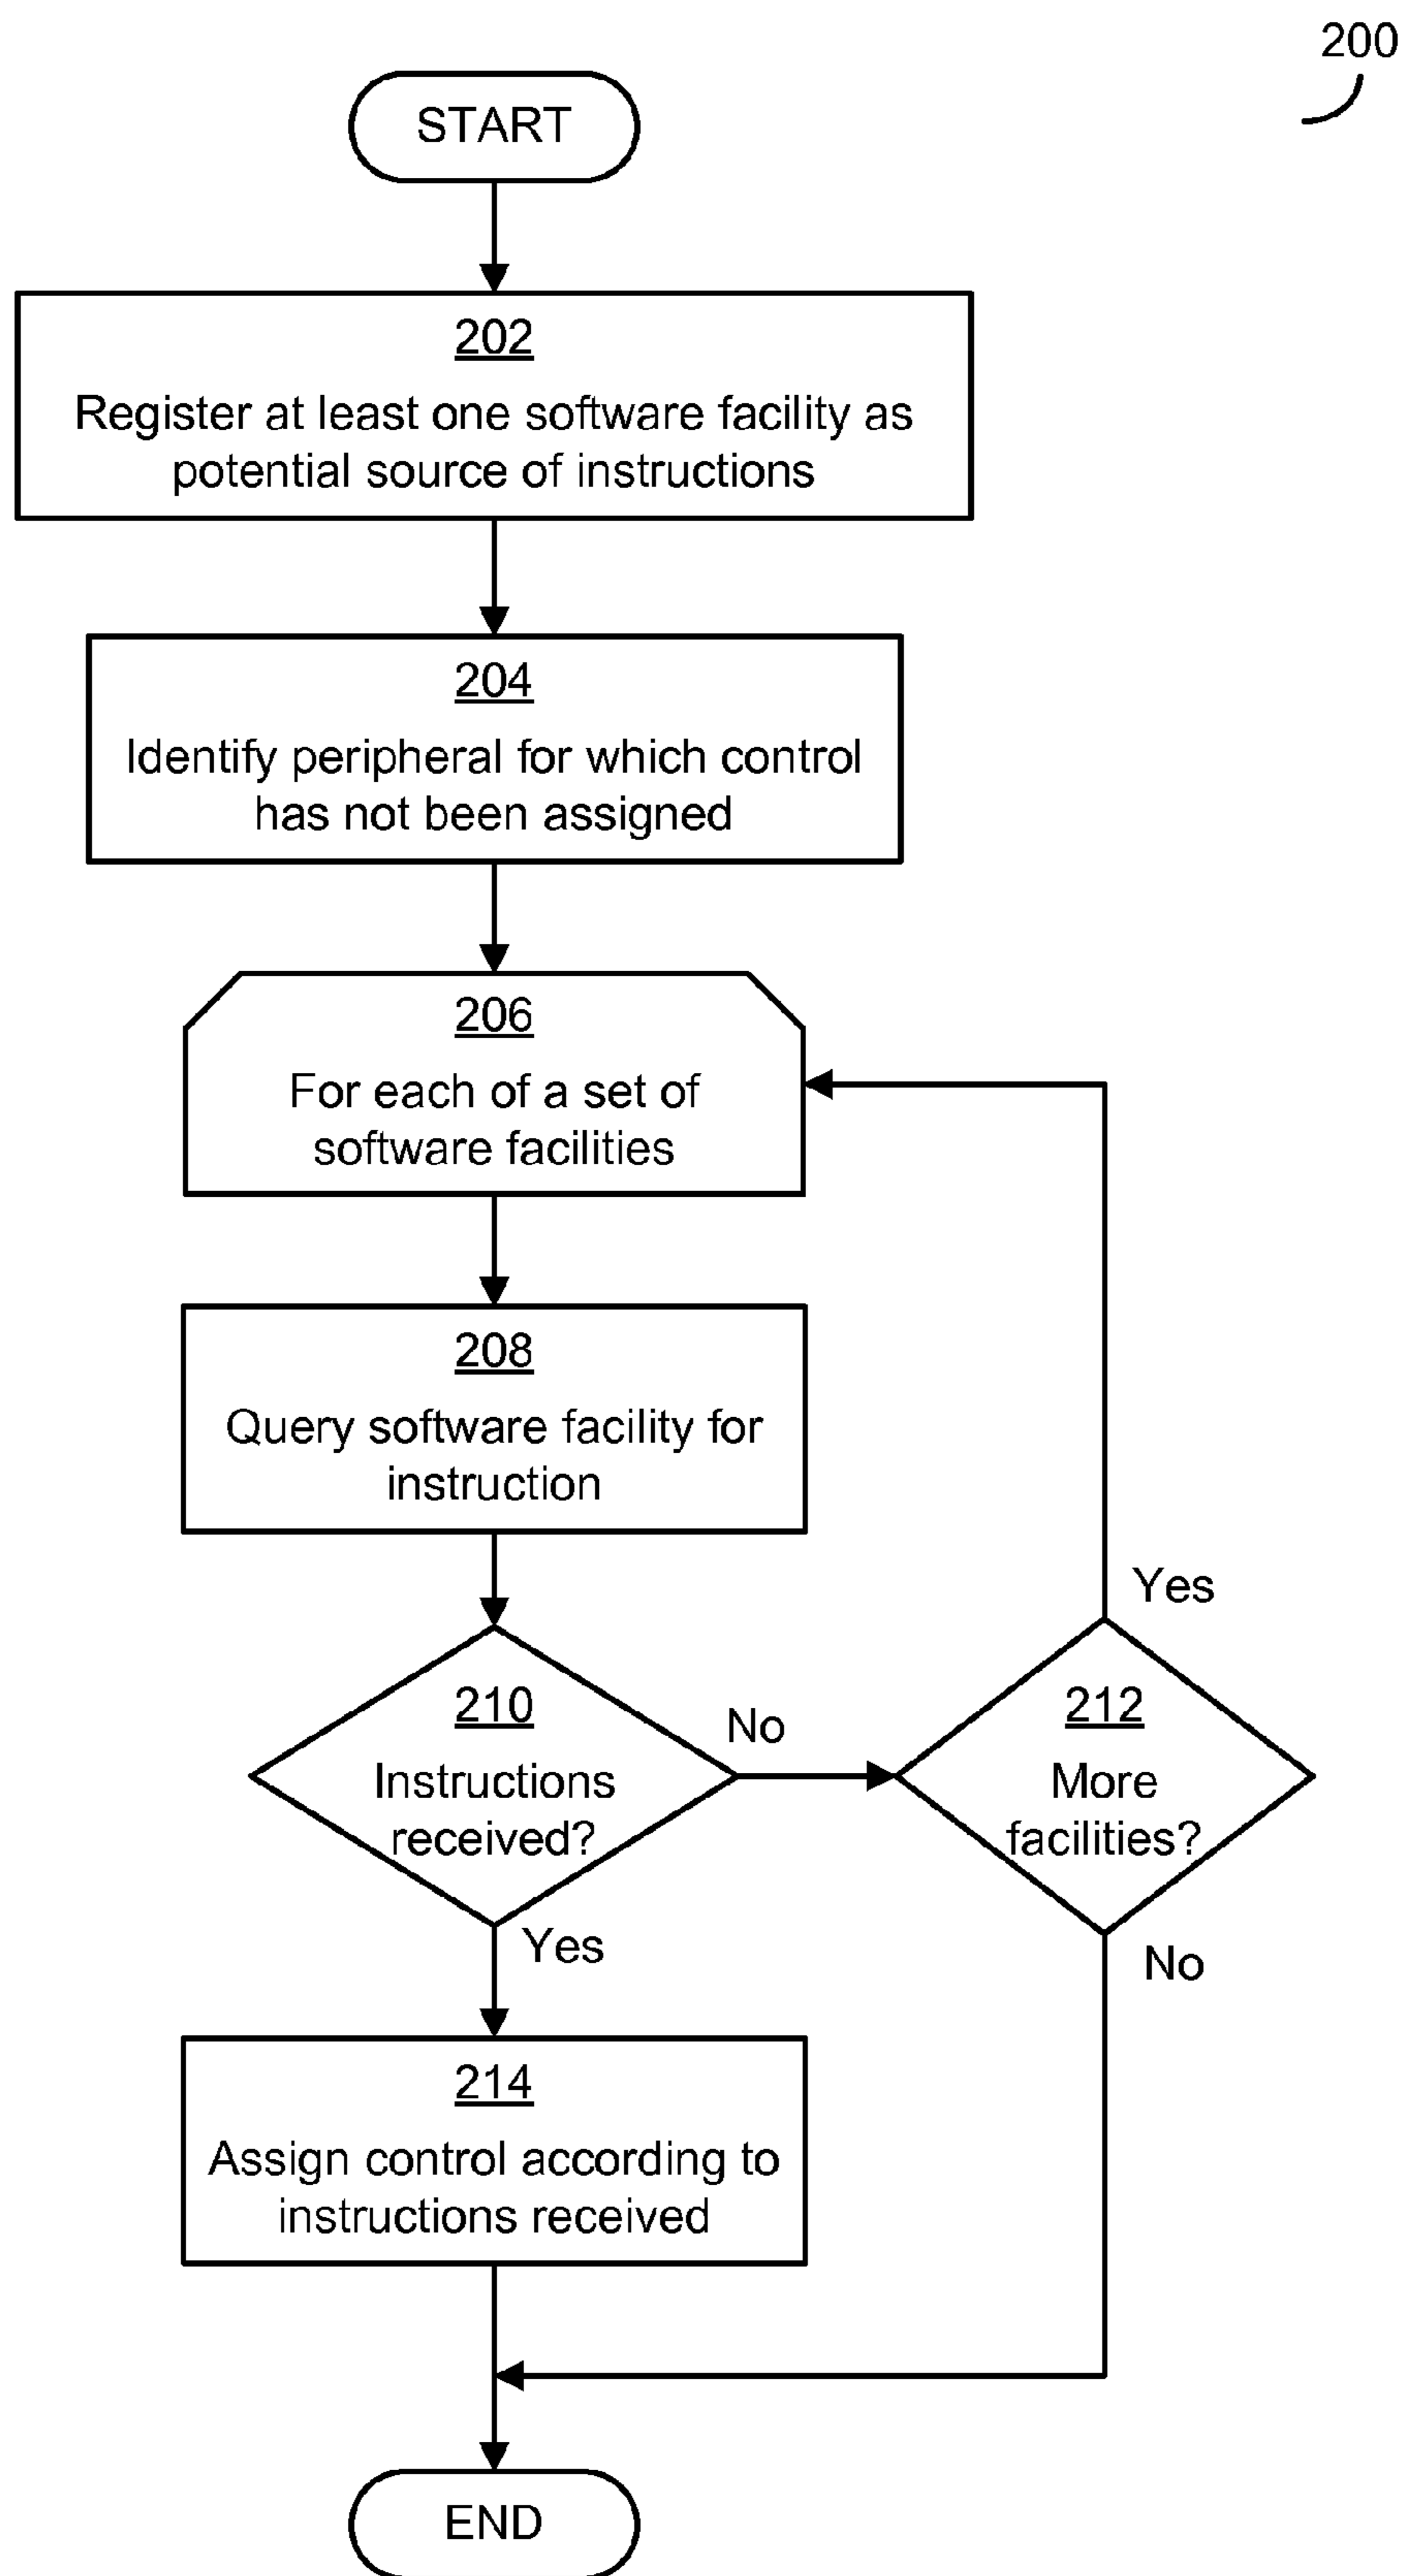 200
START
202
Register at least one software facility as
potential source of instructions
204
Identify peripheral for which control
has not been assigned
206
For each of a set of
software facilities
208
Query software facility for
instruction
Yes
210
Instructions
received?
No
212
More
facilities?
Yes
No
214
Assign control according to
instructions received
END